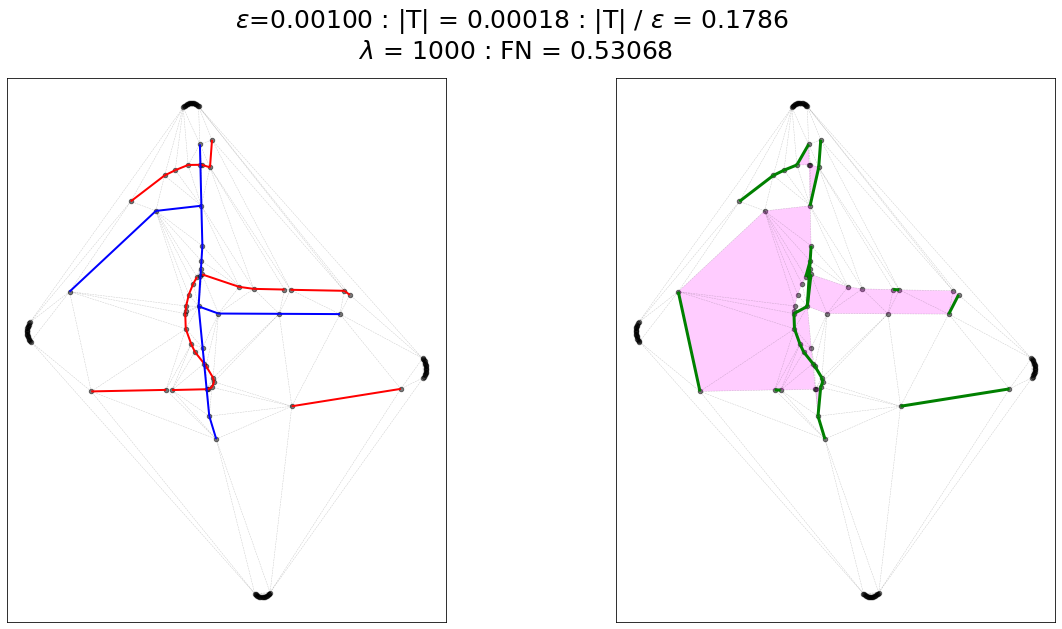 ε=0.00100 : |T| = 0.00018 : |T| / ε = 0.1786
λ = 1000 : FN = 0.53068